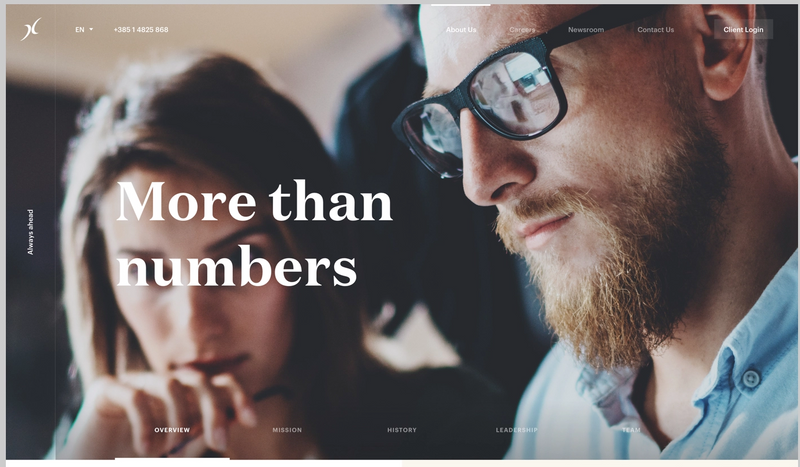 EN
+385 1 4825 868
About Us
Careers
Newsroom
Contact Us
Client Login
Always ahead
More than
numbers
OVERVIEW
MISSION
HISTORY
LEADERSHIP
TEAM